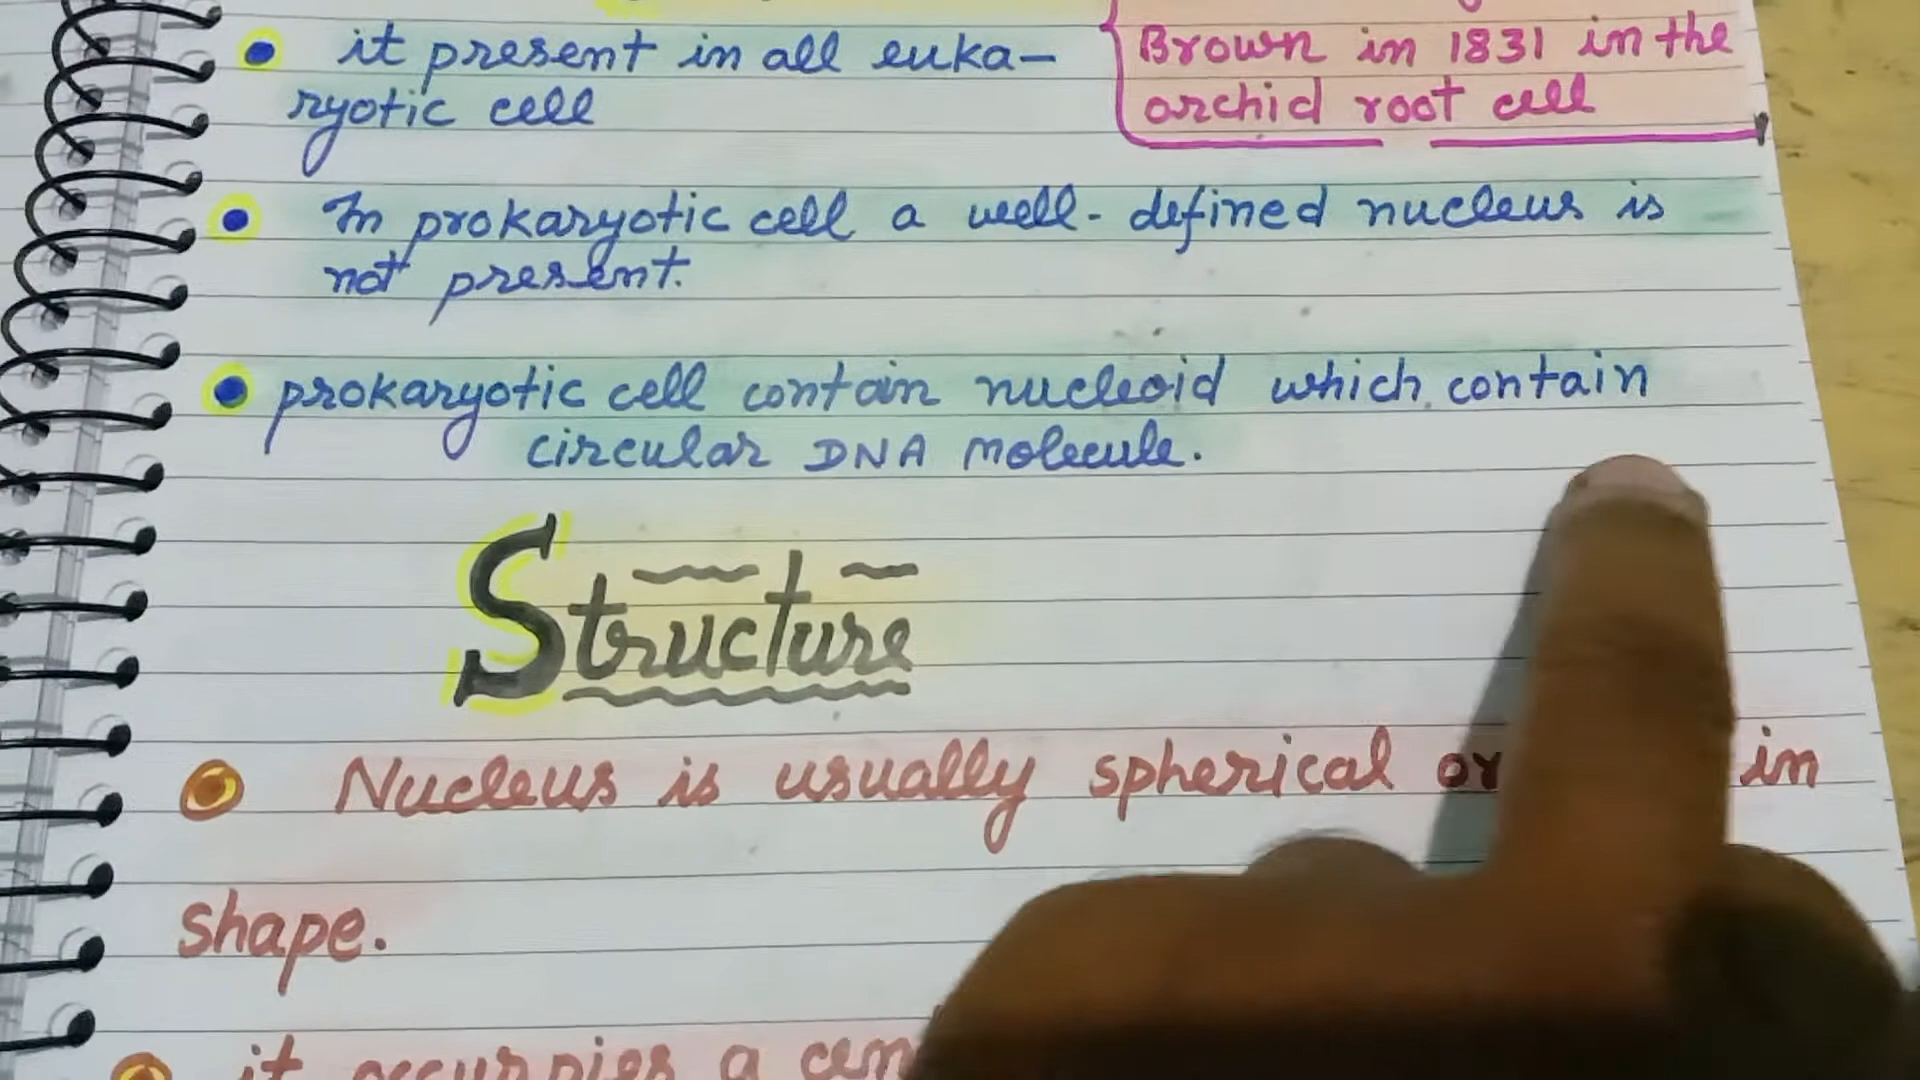 it present in all euka-
ryotic cell
Brown in 1831 in the
orchid root cell
In prokaryotic cell a well-defined nucleus is
not present.
prokaryotic cell contain nucleoid which contain
circular DNA molecule.
Structure
Nucleus is usually spherical or in
shape.
it occupies a